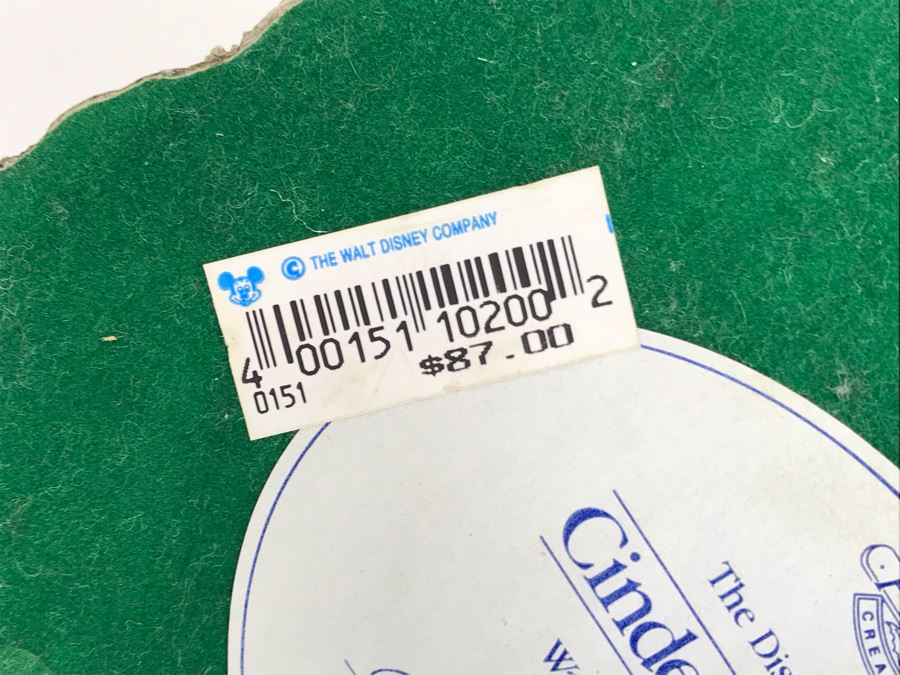 © THE WALT DISNEY COMPANY
4 00151 10200 2
$87.00
0151
Cinde
The Dis
CREA